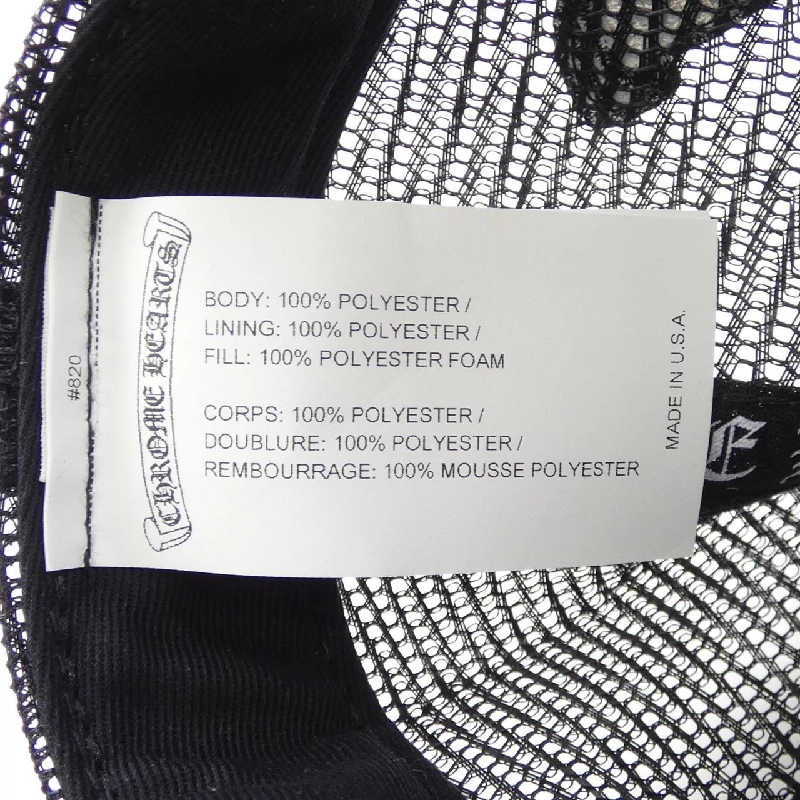 #820
CHROME HEARTS
BODY: 100% POLYESTER /
LINING: 100% POLYESTER /
FILL: 100% POLYESTER FOAM
CORPS: 100% POLYESTER /
DOUBLURE: 100% POLYESTER /
REMBOURRAGE: 100% MOUSSE POLYESTER
MADE IN U.S.A.